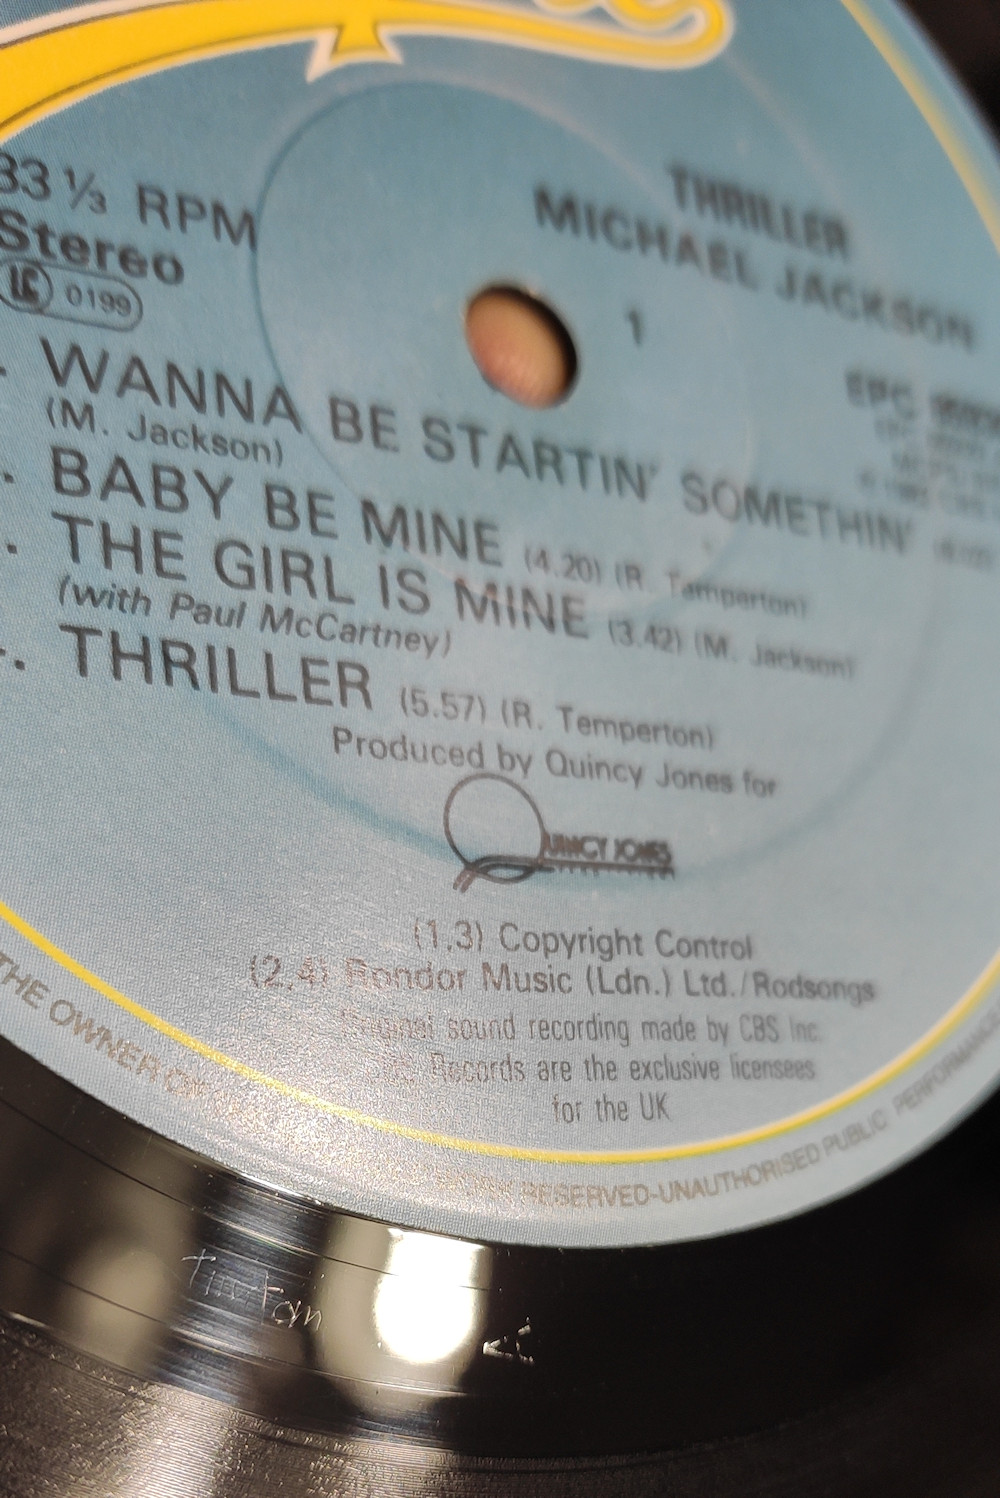 33 ⅓ RPM
Stereo
LC 0199
THRILLER
MICHAEL JACKSON
1
EPC
WANNA BE STARTIN' SOMETHIN'
(M. Jackson)
BABY BE MINE (4.20) (R. Temperton)
THE GIRL IS MINE (3.42) (M. Jackson)
(with Paul McCartney)
THRILLER (5.57) (R. Temperton)
Produced by Quincy Jones for
QUINCY JONES
(1,3) Copyright Control
(2,4) Rondor Music (Ldn.) Ltd./Rodsongs
Original sound recording made by CBS Inc.
Records are the exclusive licensees
for the UK
THE OWNER OF WORK RESERVED-UNAUTHORISED PUBLIC PERFORMANCE
A